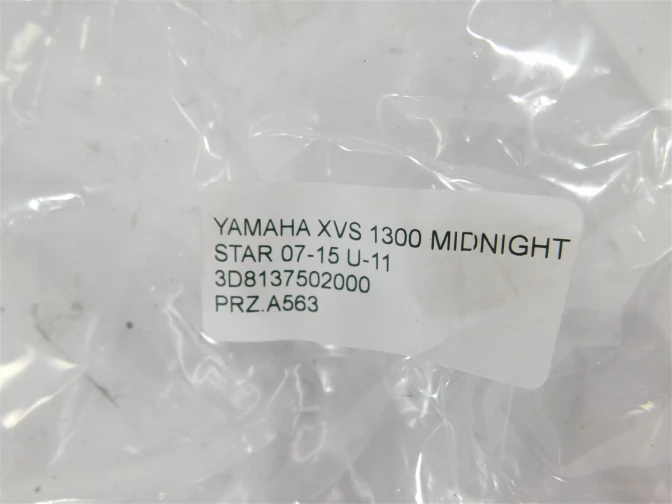 YAMAHA XVS 1300 MIDNIGHT
STAR 07-15 U-11
3D8137502000
PRZ.A563